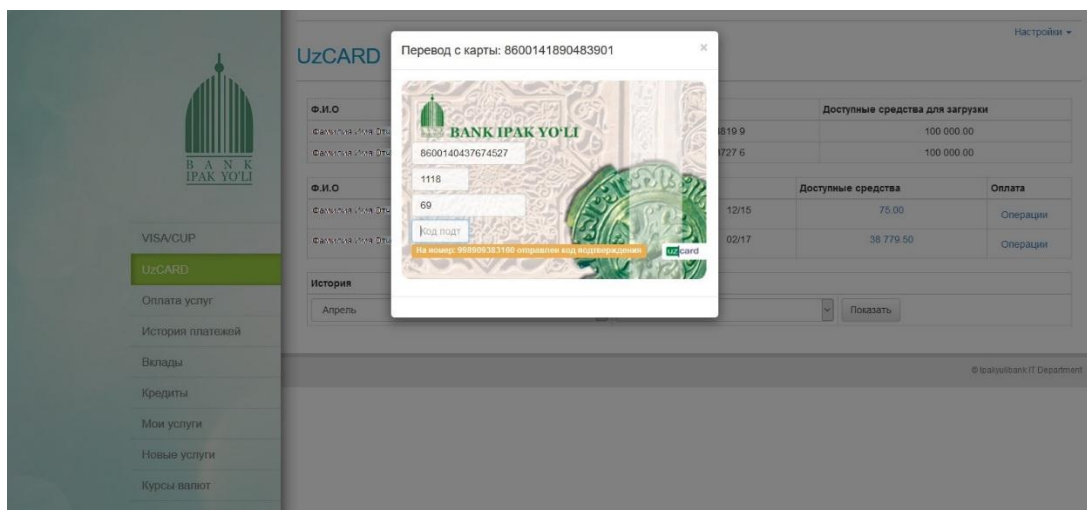 BANK
IPAK YO'LI
VISA/CUP
UzCARD
Оплата услуг
История платежей
Вклады
Кредиты
Мои услуги
Новые услуги
Курсы валют
Настройки
UzCARD
Перевод с карты: 8600141890483901
×
BANK IPAK YO'LI
8600140437674527
1118
69
Код подт
На номер: 998909383160 отправлен код подтверждения
uzcard
Ф.И.О Доступные средства для загрузки
8199 100 000.00
7276 100 000.00
Ф.И.О Доступные средства Оплата
12/15 75.00 Операции
02/17 38 779.50 Операции
История
Апрель Показать
© Ipakyulibank IT Department